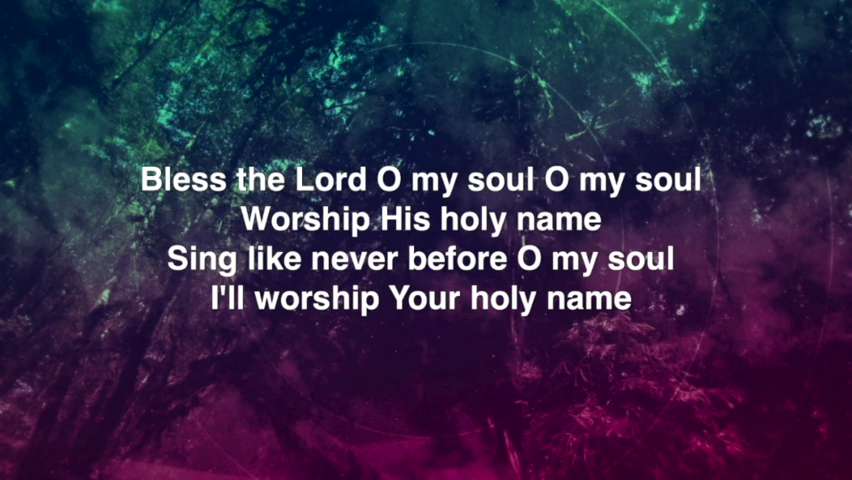 Bless the Lord O my soul O my soul
Worship His holy name
Sing like never before O my soul
I'll worship Your holy name